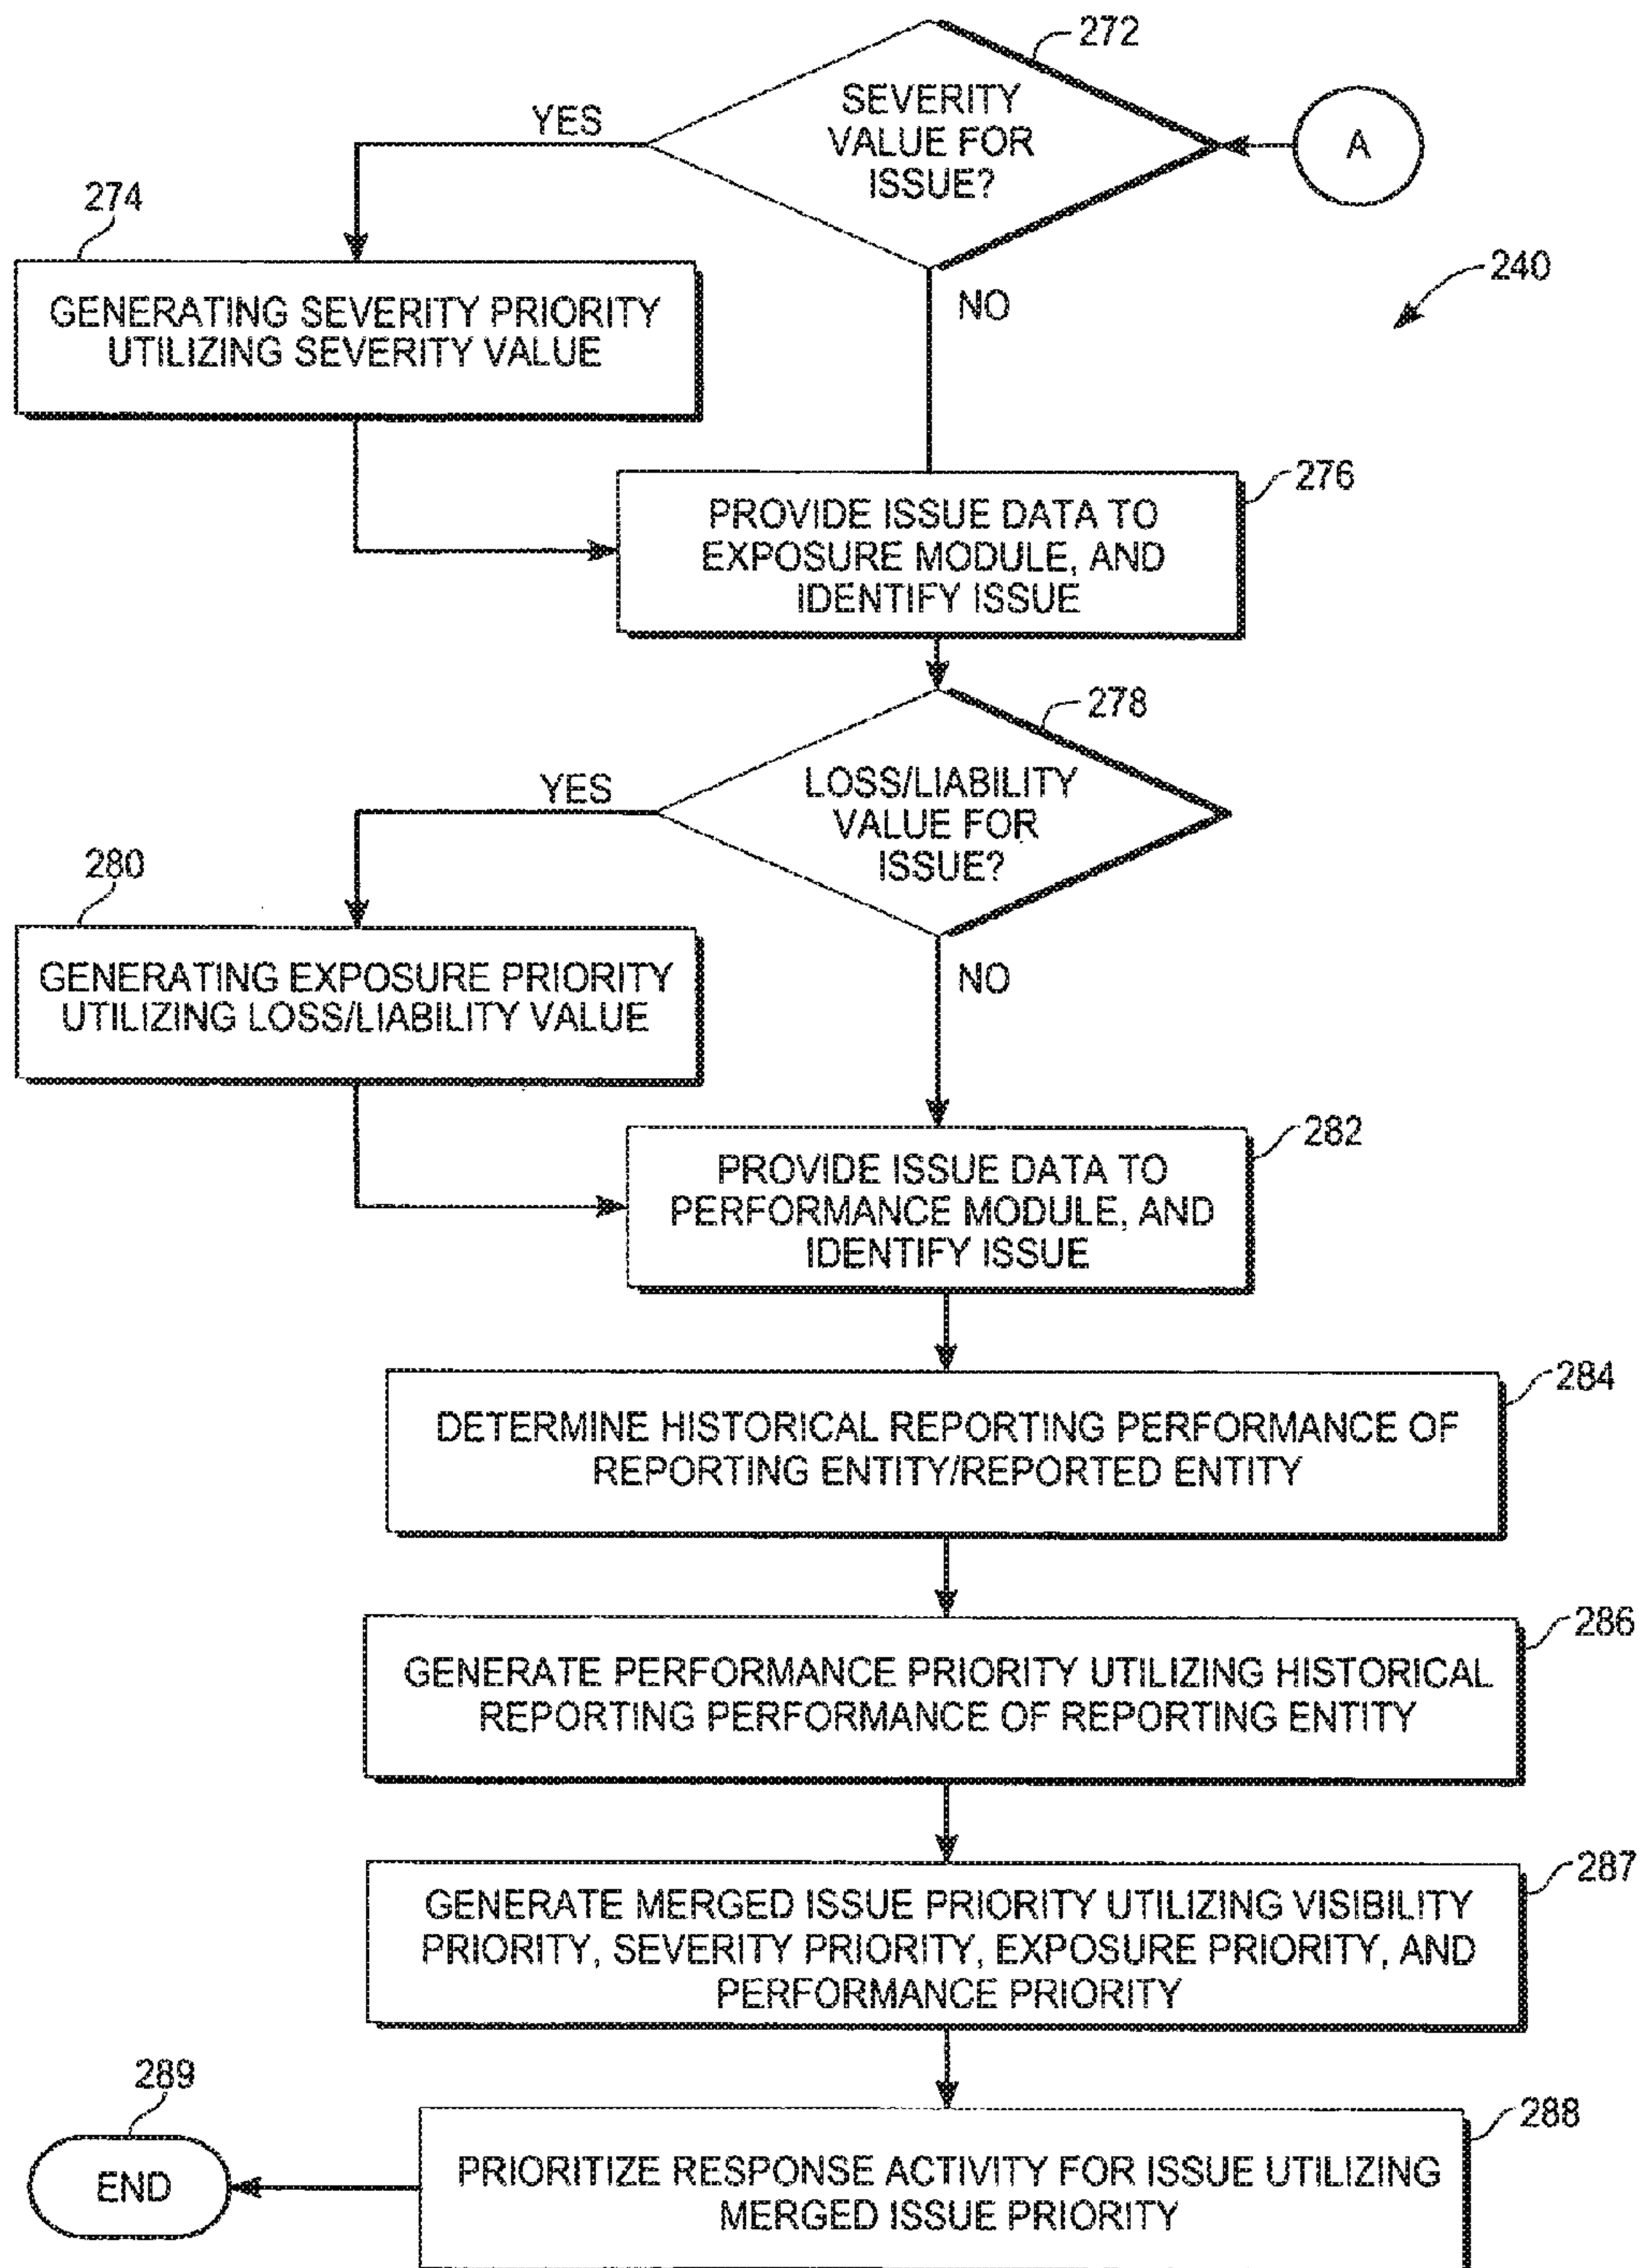 272
SEVERITY
VALUE FOR
ISSUE?
YES
A
274
240
GENERATING SEVERITY PRIORITY
UTILIZING SEVERITY VALUE
NO
276
PROVIDE ISSUE DATA TO
EXPOSURE MODULE, AND
IDENTIFY ISSUE
278
LOSS/LIABILITY
VALUE FOR
ISSUE?
YES
280
GENERATING EXPOSURE PRIORITY
UTILIZING LOSS/LIABILITY VALUE
NO
282
PROVIDE ISSUE DATA TO
PERFORMANCE MODULE, AND
IDENTIFY ISSUE
284
DETERMINE HISTORICAL REPORTING PERFORMANCE OF
REPORTING ENTITY/REPORTED ENTITY
286
GENERATE PERFORMANCE PRIORITY UTILIZING HISTORICAL
REPORTING PERFORMANCE OF REPORTING ENTITY
287
GENERATE MERGED ISSUE PRIORITY UTILIZING VISIBILITY
PRIORITY, SEVERITY PRIORITY, EXPOSURE PRIORITY, AND
PERFORMANCE PRIORITY
289
END
288
PRIORITIZE RESPONSE ACTIVITY FOR ISSUE UTILIZING
MERGED ISSUE PRIORITY